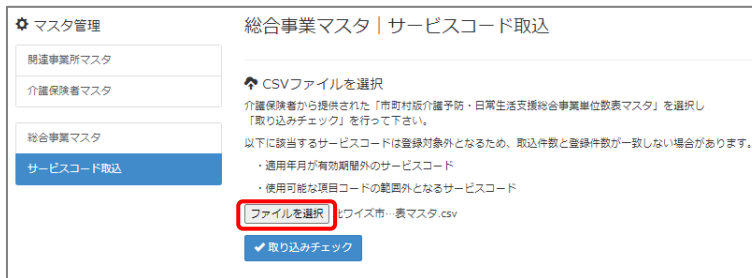 マスタ管理
関連事業所マスタ
介護保険者マスタ
総合事業マスタ
サービスコード取込
総合事業マスタ｜サービスコード取込
CSVファイルを選択
介護保険者から提供された「市町村版介護予防・日常生活支援総合事業単位数表マスタ」を選択し
「取り込みチェック」を行って下さい。
以下に該当するサービスコードは登録対象外となるため、取込件数と登録件数が一致しない場合があります。
・適用年月が有効期間外のサービスコード
・使用可能な項目コードの範囲外となるサービスコード
ファイルを選択 北ワイズ市…表マスタ.csv
取り込みチェック